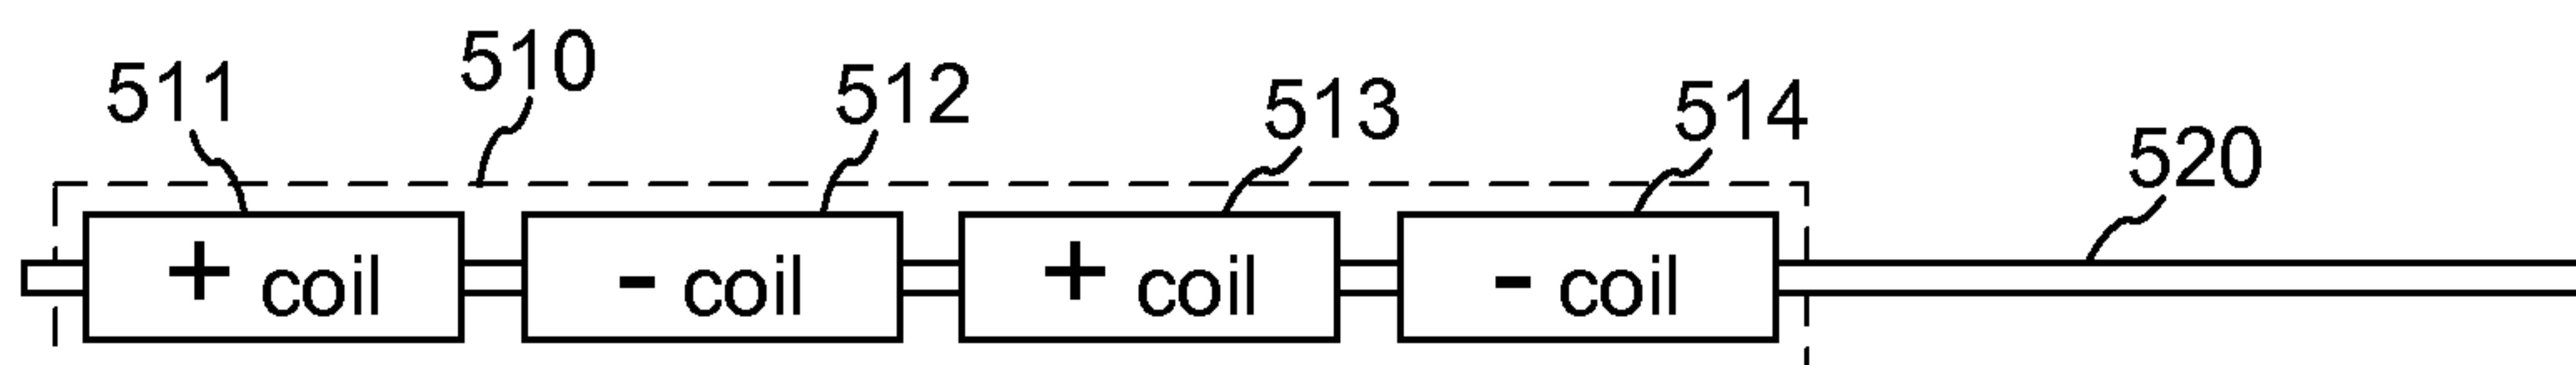 511 510 512 513 514 520
+ coil - coil + coil - coil